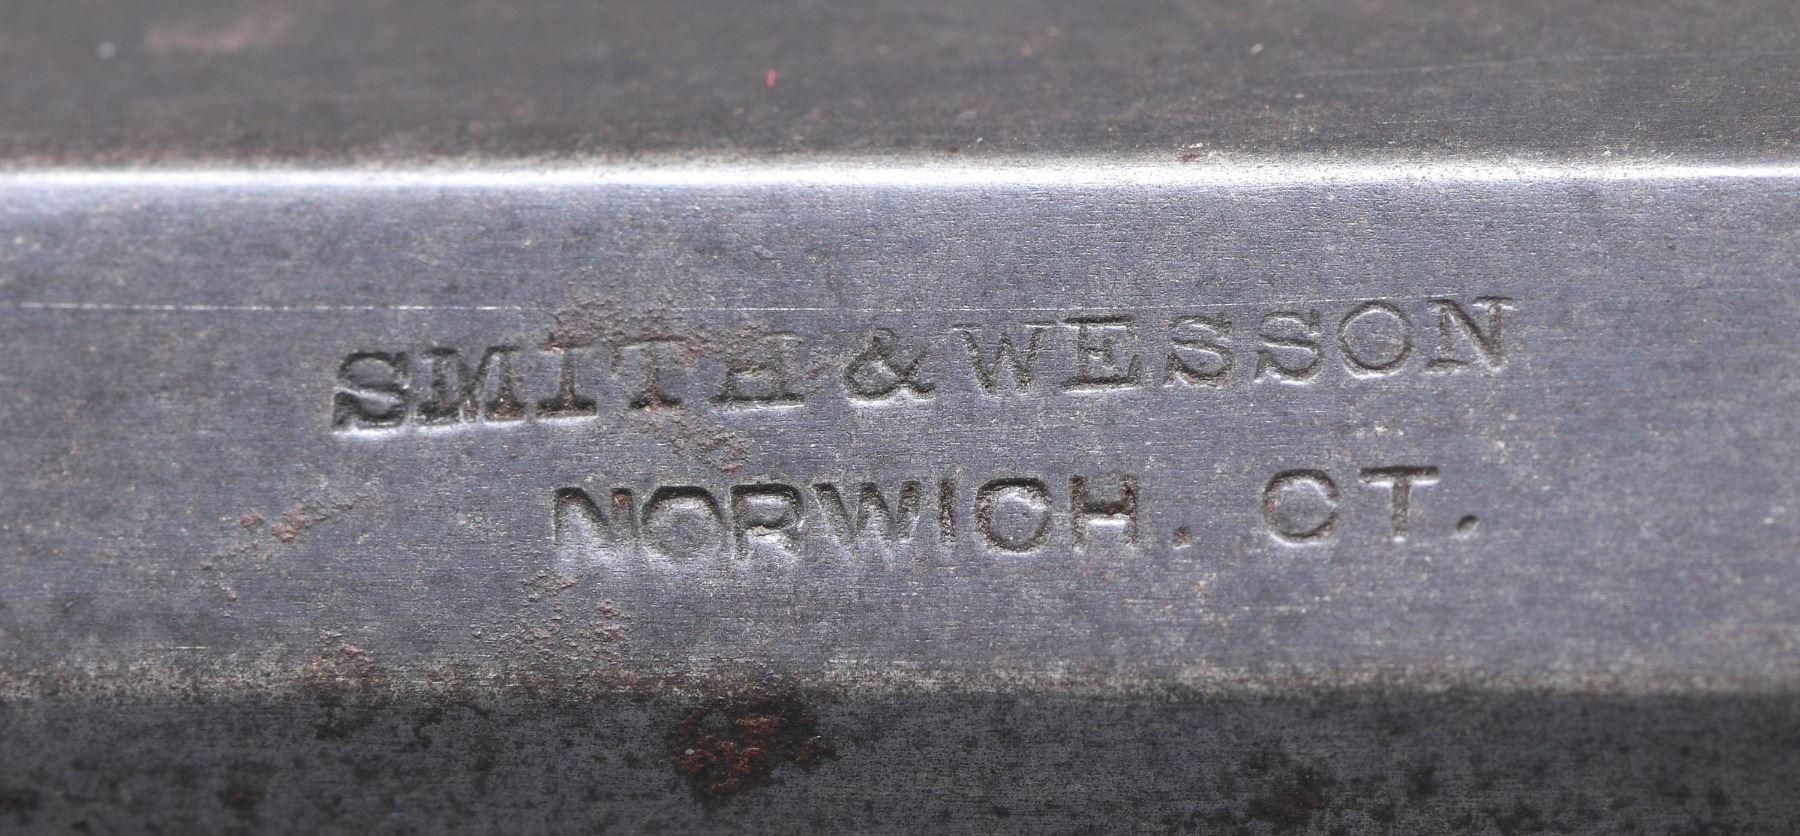 SMITH & WESSON
NORWICH. CT.